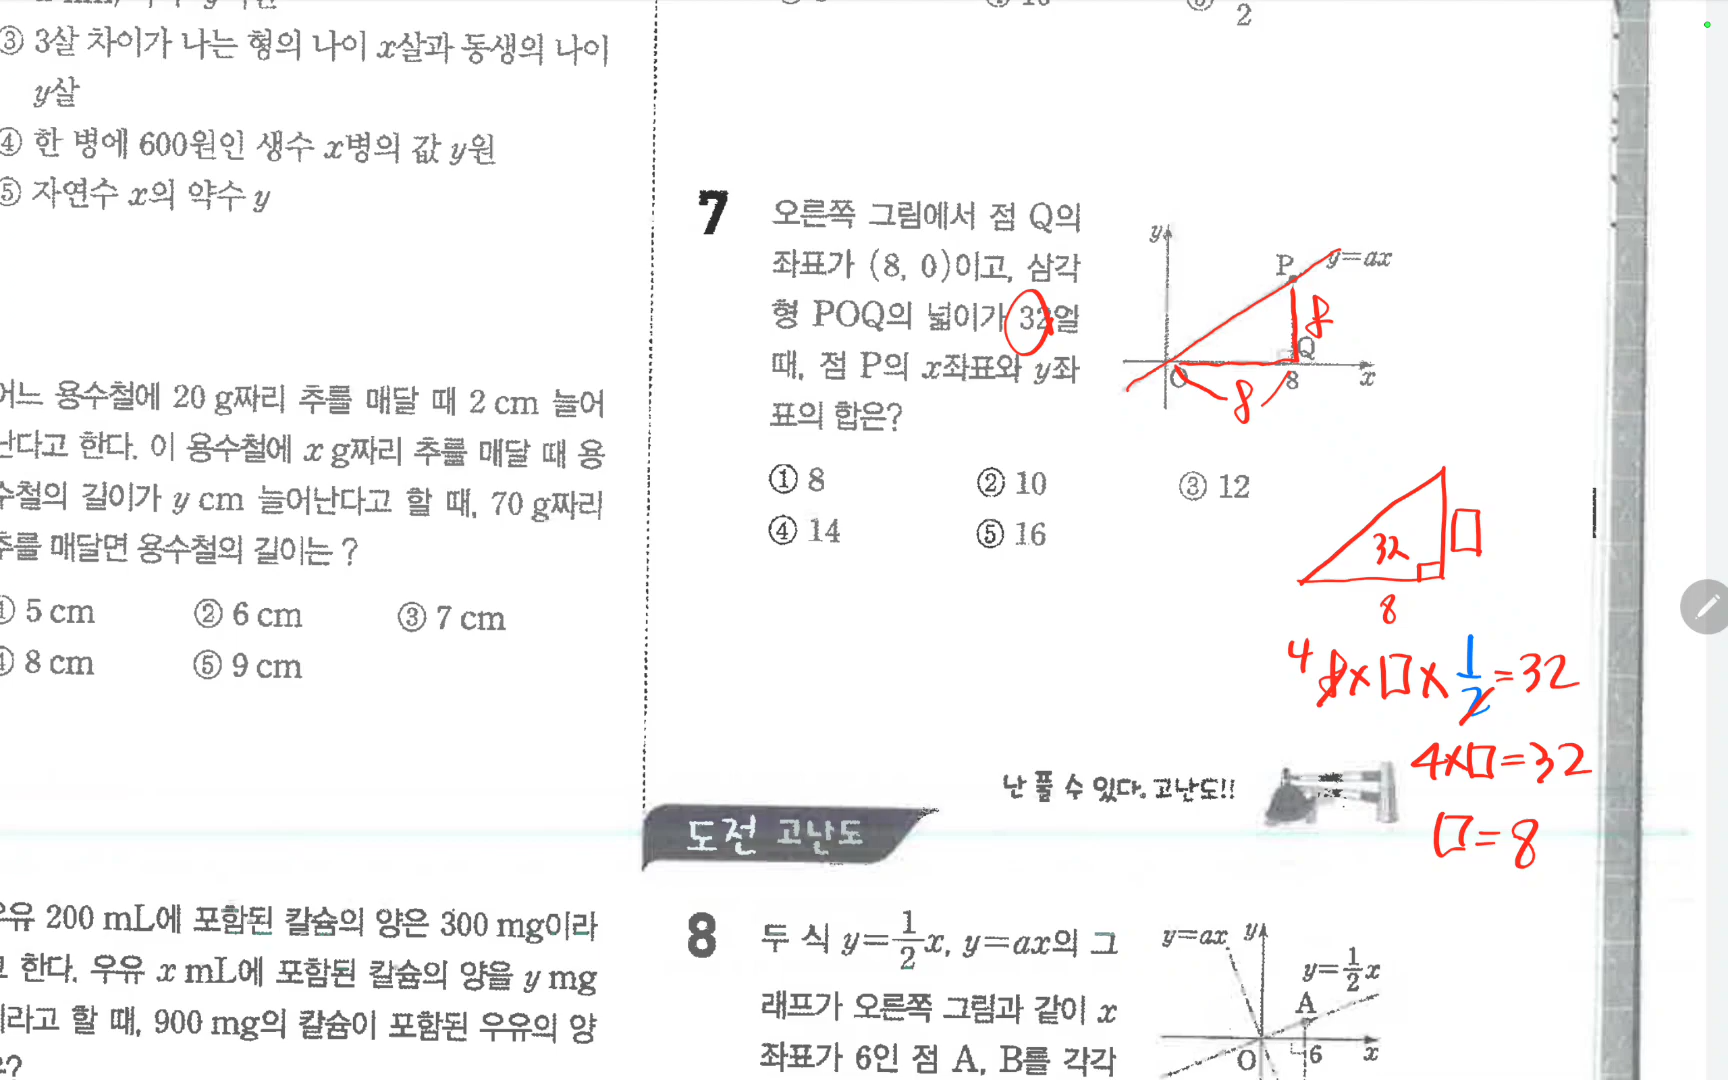 ③ 3살 차이가 나는 형의 나이 x살과 동생의 나이
y살
④ 한 병에 600원인 생수 x병의 값 y원
⑤ 자연수 x의 약수 y
어느 용수철에 20 g짜리 추를 매달 때 2 cm 늘어
난다고 한다. 이 용수철에 x g짜리 추를 매달 때 용
수철의 길이가 y cm 늘어난다고 할 때, 70 g짜리
추를 매달면 용수철의 길이는?
① 5 cm ② 6 cm ③ 7 cm
④ 8 cm ⑤ 9 cm
우유 200 mL에 포함된 칼슘의 양은 300 mg이라
고 한다. 우유 x mL에 포함된 칼슘의 양을 y mg
이라고 할 때, 900 mg의 칼슘이 포함된 우유의 양
은?
2
7 오른쪽 그림에서 점 Q의
좌표가 (8, 0)이고, 삼각
형 POQ의 넓이가 32일
때, 점 P의 x좌표와 y좌
표의 합은?
y P y=ax
8
Q
O 8 x
8
① 8 ② 10 ③ 12
④ 14 ⑤ 16
32
8
4 8×□×1/2=32
4×□=32
□=8
난 풀 수 있다. 고난도!!
도전 고난도
8 두 식 y=1/2x, y=ax의 그
래프가 오른쪽 그림과 같이 x
좌표가 6인 점 A, B를 각각
y=ax y
y=1/2x
A
O 6 x